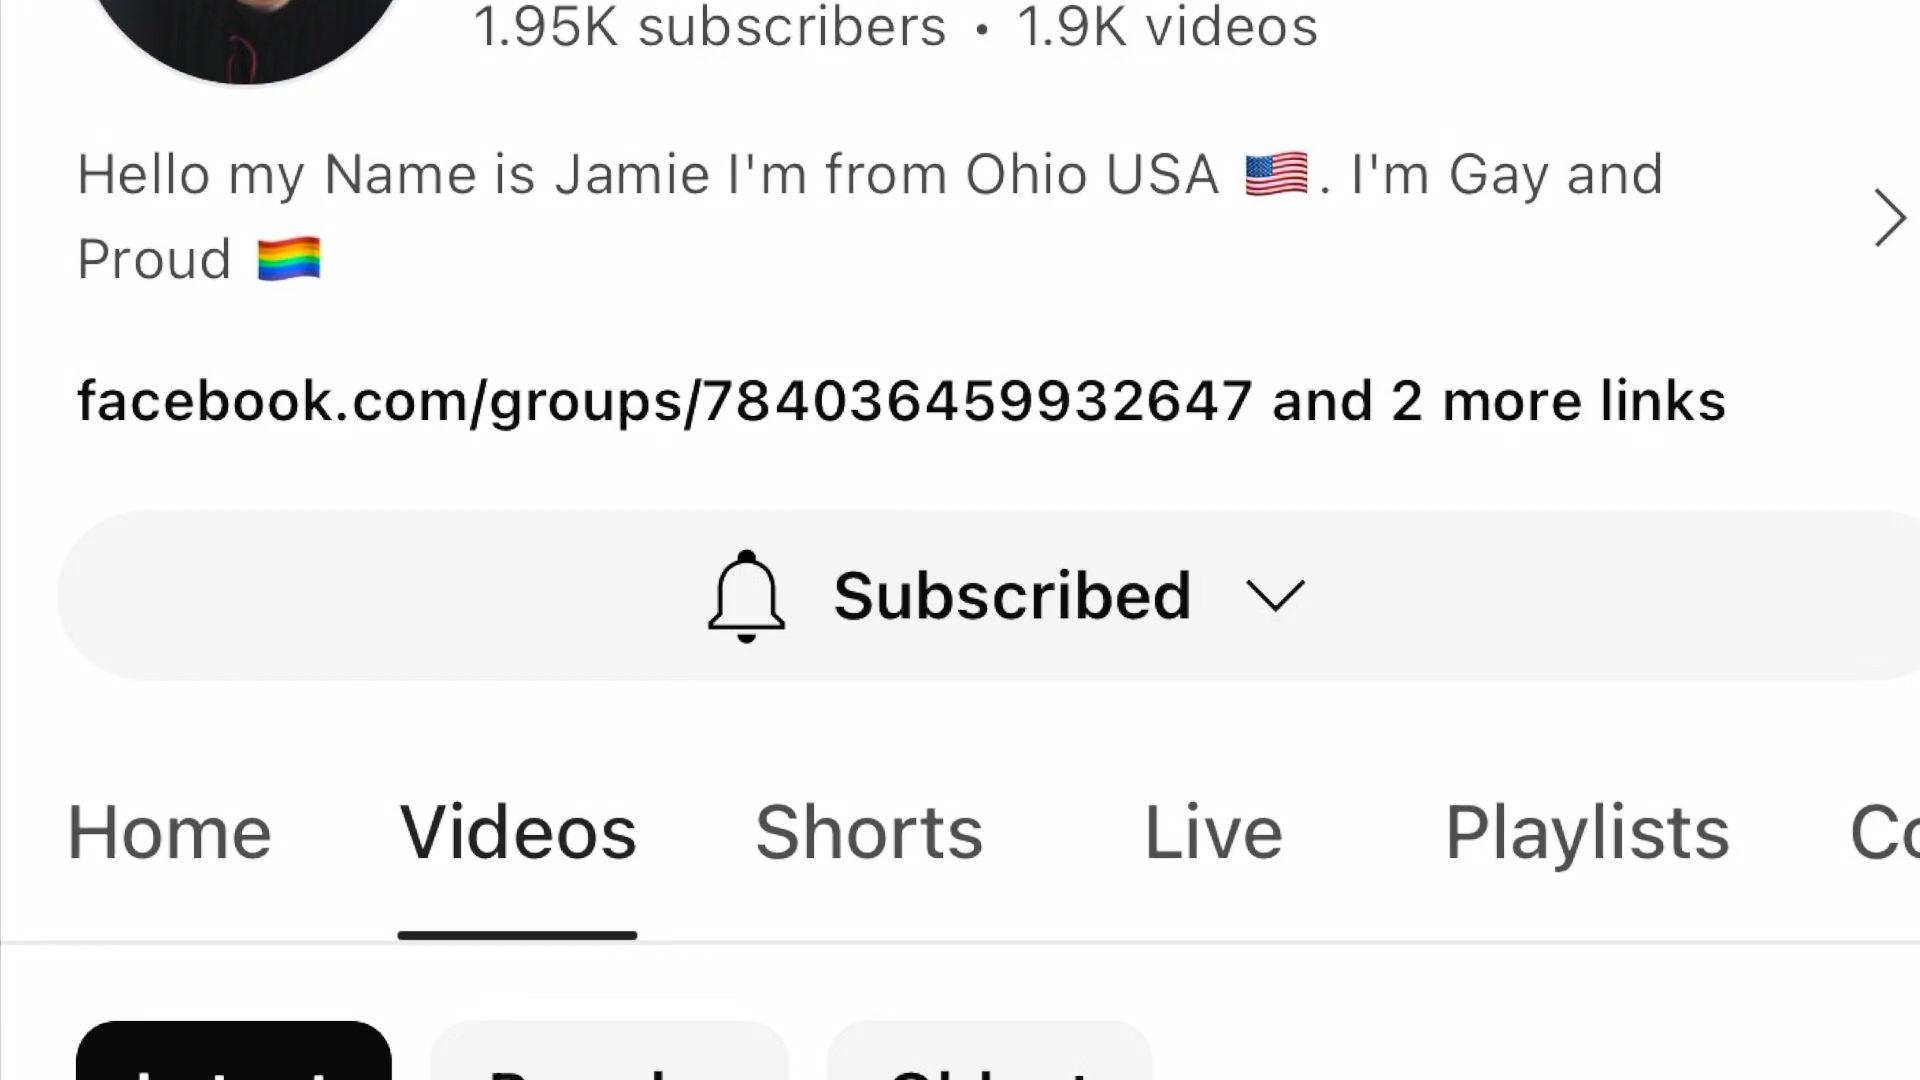 1.95K subscribers • 1.9K videos
Hello my Name is Jamie I'm from Ohio USA 🇺🇸. I'm Gay and
Proud 🏳️‍🌈
facebook.com/groups/784036459932647 and 2 more links
Subscribed
Home Videos Shorts Live Playlists